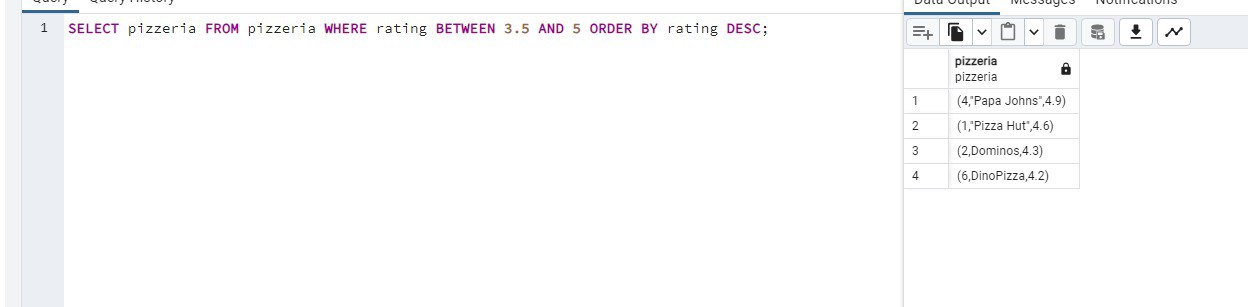 Query Query History
Data Output Messages Notifications
1 SELECT pizzeria FROM pizzeria WHERE rating BETWEEN 3.5 AND 5 ORDER BY rating DESC;
pizzeria
pizzeria
1 (4,"Papa Johns",4.9)
2 (1,"Pizza Hut",4.6)
3 (2,Dominos,4.3)
4 (6,DinoPizza,4.2)